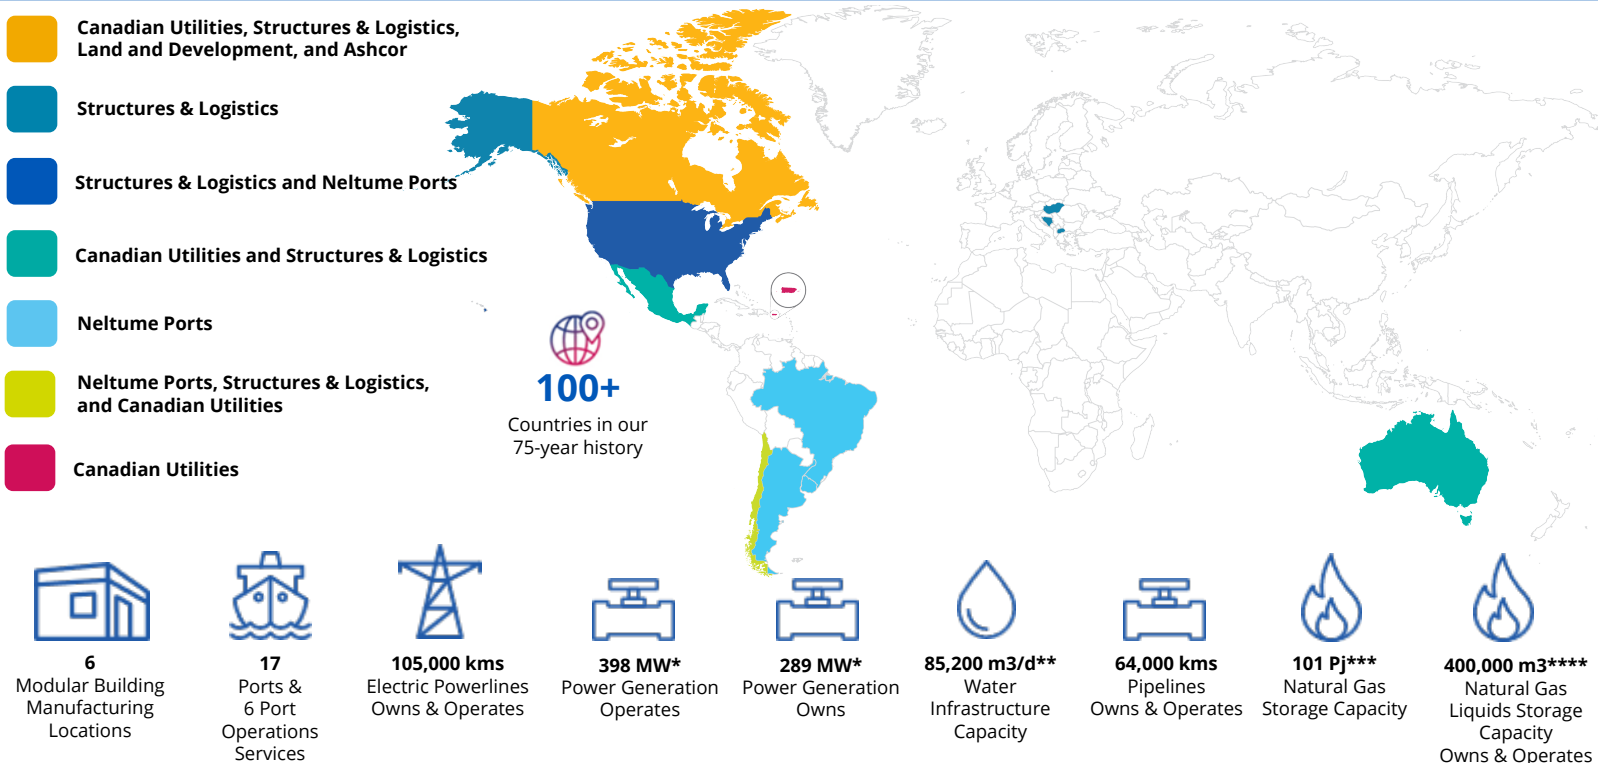 Canadian Utilities, Structures & Logistics,
Land and Development, and Ashcor
Structures & Logistics
Structures & Logistics and Neltume Ports
Canadian Utilities and Structures & Logistics
Neltume Ports
Neltume Ports, Structures & Logistics,
and Canadian Utilities
Canadian Utilities
100+
Countries in our
75-year history
6
Modular Building
Manufacturing
Locations
17
Ports &
6 Port
Operations
Services
105,000 kms
Electric Powerlines
Owns & Operates
398 MW*
Power Generation
Operates
289 MW*
Power Generation
Owns
85,200 m3/d**
Water
Infrastructure
Capacity
64,000 kms
Pipelines
Owns & Operates
101 Pj***
Natural Gas
Storage Capacity
400,000 m3****
Natural Gas
Liquids Storage
Capacity
Owns & Operates